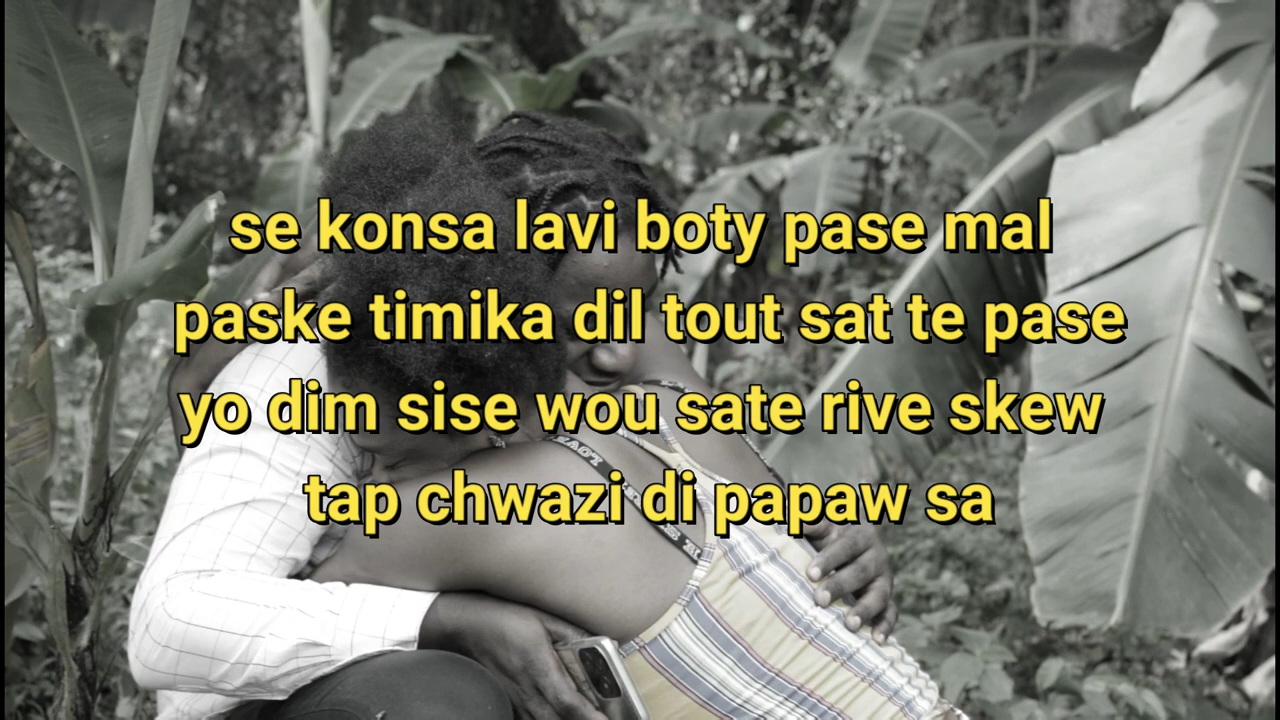 se konsa lavi boty pase mal
paske timika dil tout sat te pase
yo dim sise wou sate rive skew
tap chwazi di papaw sa